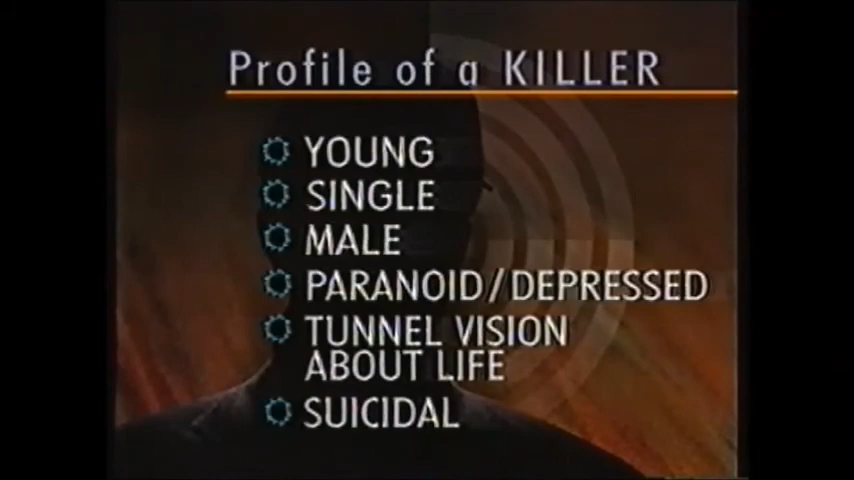 Profile of a KILLER
YOUNG
SINGLE
MALE
PARANOID/DEPRESSED
TUNNEL VISION
ABOUT LIFE
SUICIDAL